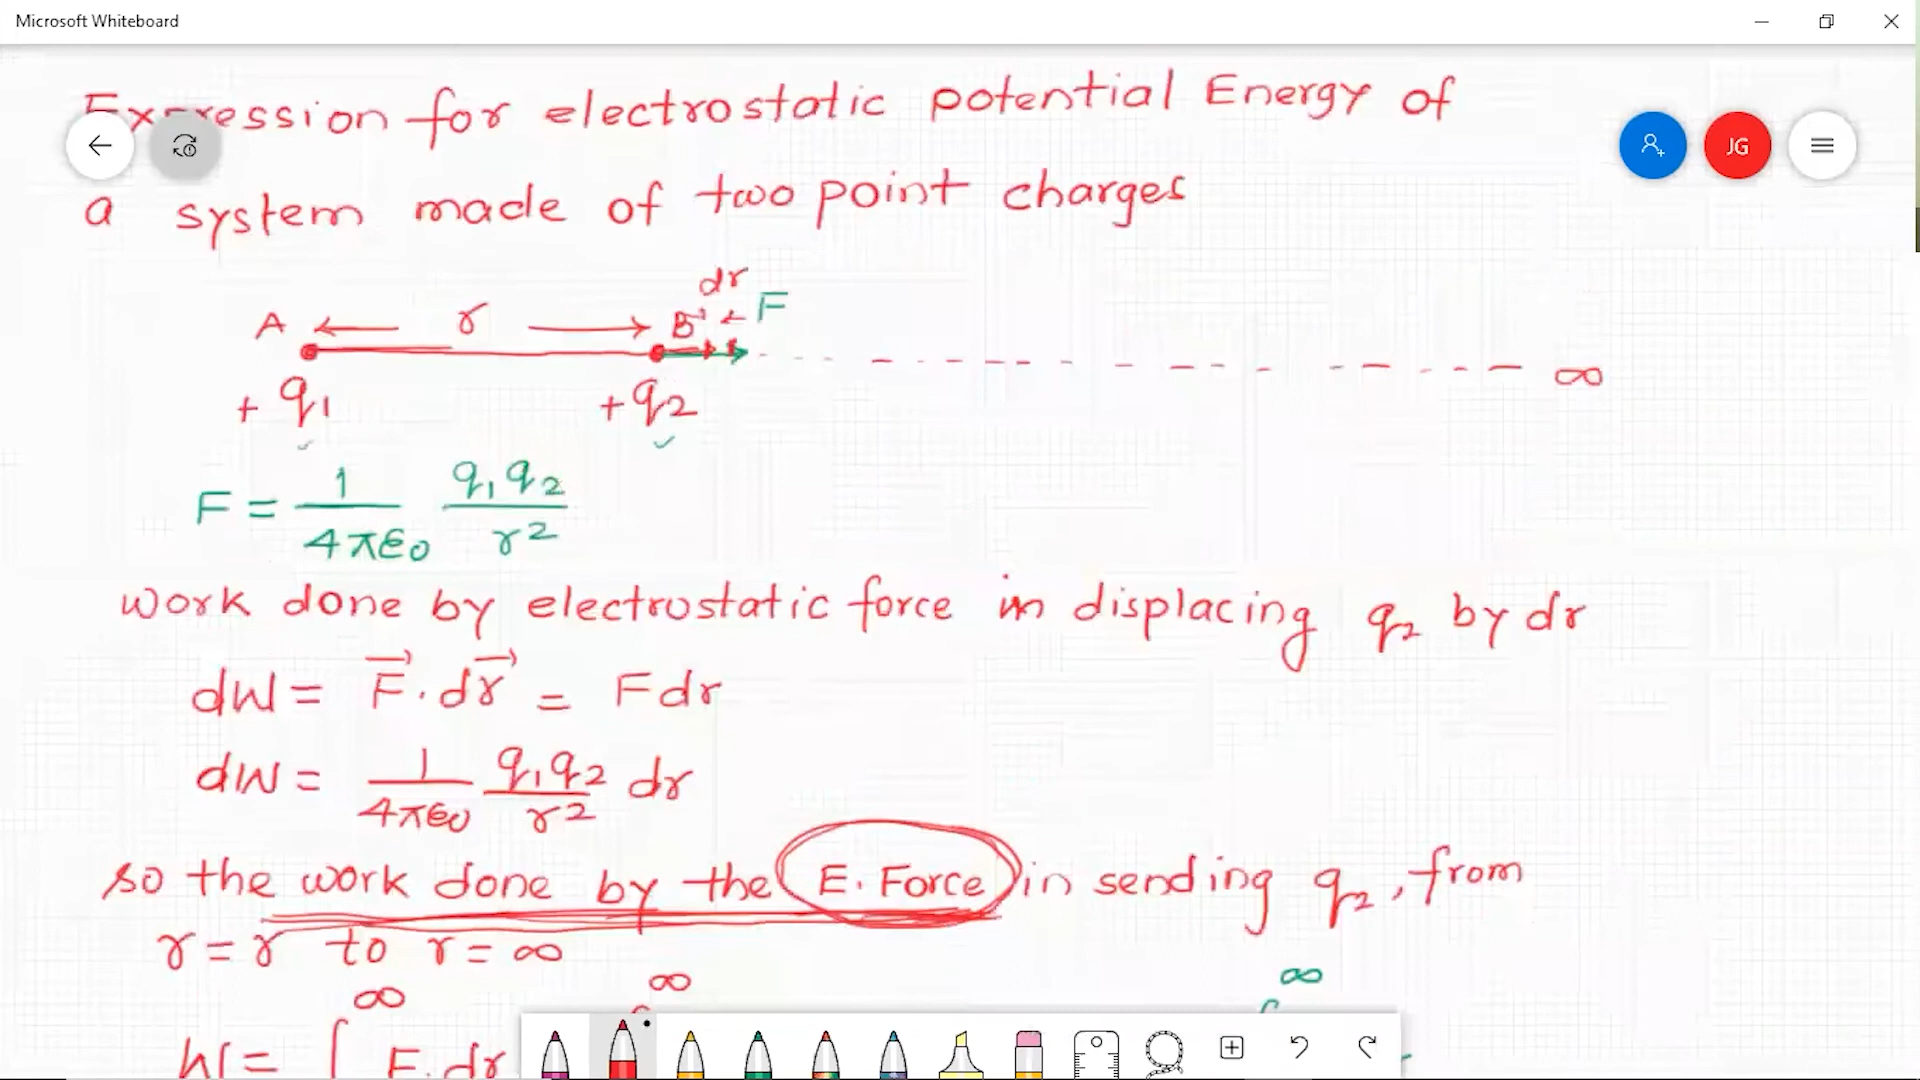 Microsoft Whiteboard
Expression for electrostatic potential Energy of
JG
a system made of two point charges
dr
A r B F
∞
+ q1 +q2
F = 1/4πϵ0 q1q2/r2
work done by electrostatic force in displacing q2 by dr
dW = F⃗ . dr⃗ = Fdr
dW = 1/4πϵ0 q1q2/r2 dr
so the work done by the E. Force in sending q2, from
r = r to r = ∞
∞ ∞ ∞
W = ∫ F. dr